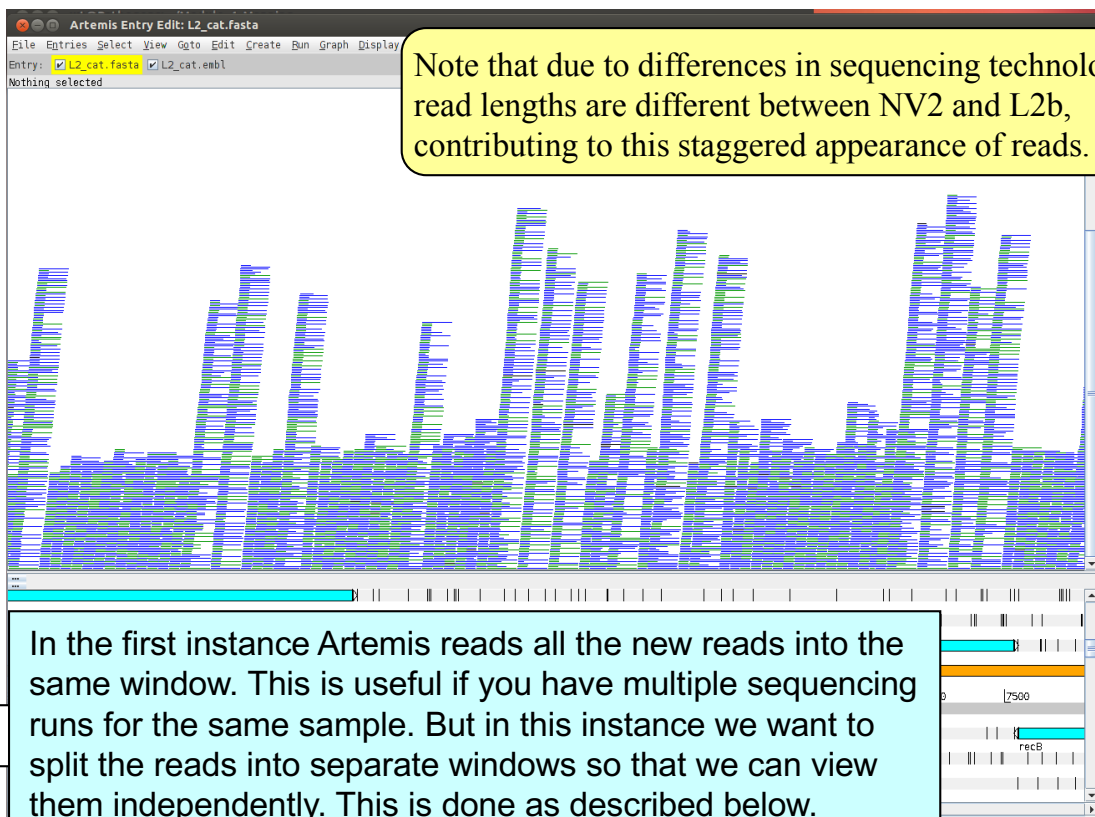 Artemis Entry Edit: L2_cat.fasta
File Entries Select View Goto Edit Create Run Graph Display
Entry: L2_cat.fasta L2_cat.embl
Nothing selected
Note that due to differences in sequencing technolo
read lengths are different between NV2 and L2b,
contributing to this staggered appearance of reads.
In the first instance Artemis reads all the new reads into the
same window. This is useful if you have multiple sequencing
runs for the same sample. But in this instance we want to
split the reads into separate windows so that we can view
them independently. This is done as described below.
7500
recB